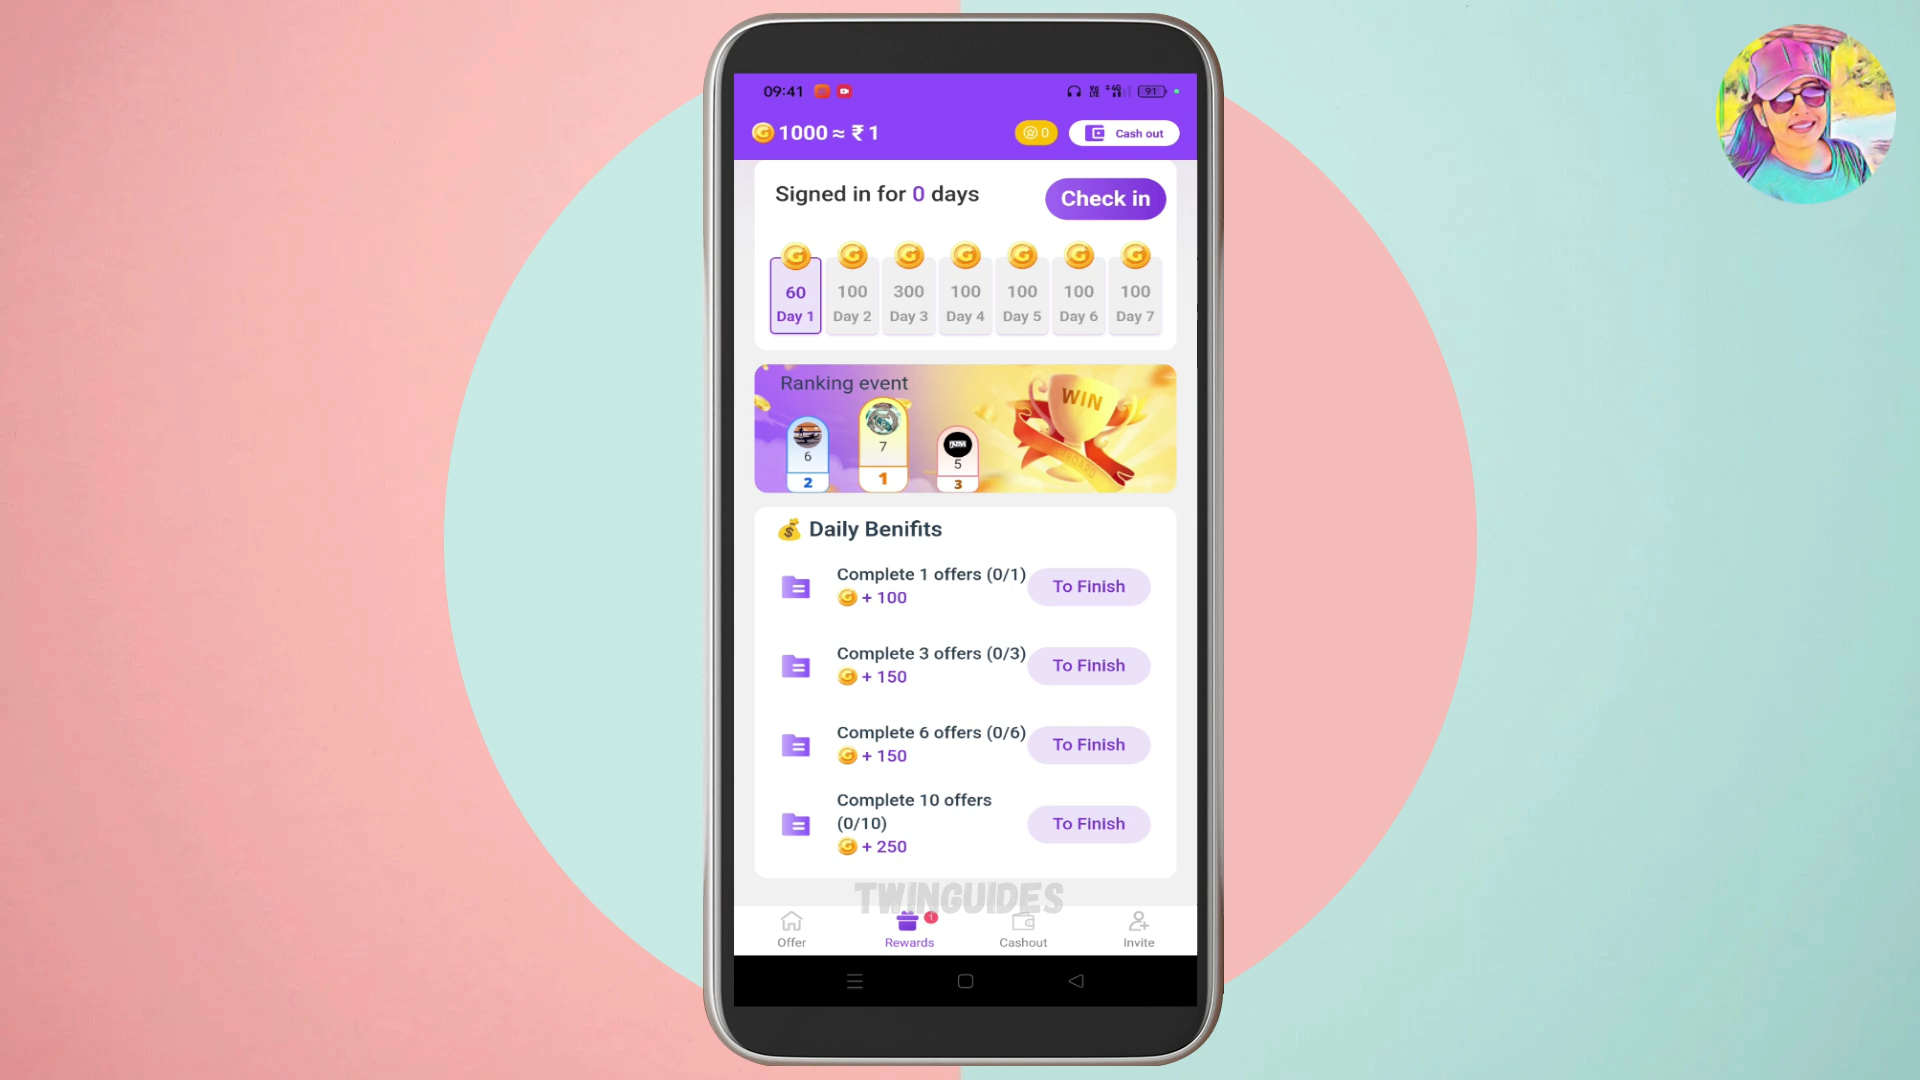 09:41
91
1000 ≈ ₹ 1
0
Cash out
Signed in for 0 days
Check in
60 100 300 100 100 100 100
Day 1 Day 2 Day 3 Day 4 Day 5 Day 6 Day 7
Ranking event
WIN
6 7 5
2 1 3
Daily Benifits
Complete 1 offers (0/1)
+ 100
To Finish
Complete 3 offers (0/3)
+ 150
To Finish
Complete 6 offers (0/6)
+ 150
To Finish
Complete 10 offers
(0/10)
+ 250
To Finish
TWINGUIDES
1
Offer Rewards Cashout Invite